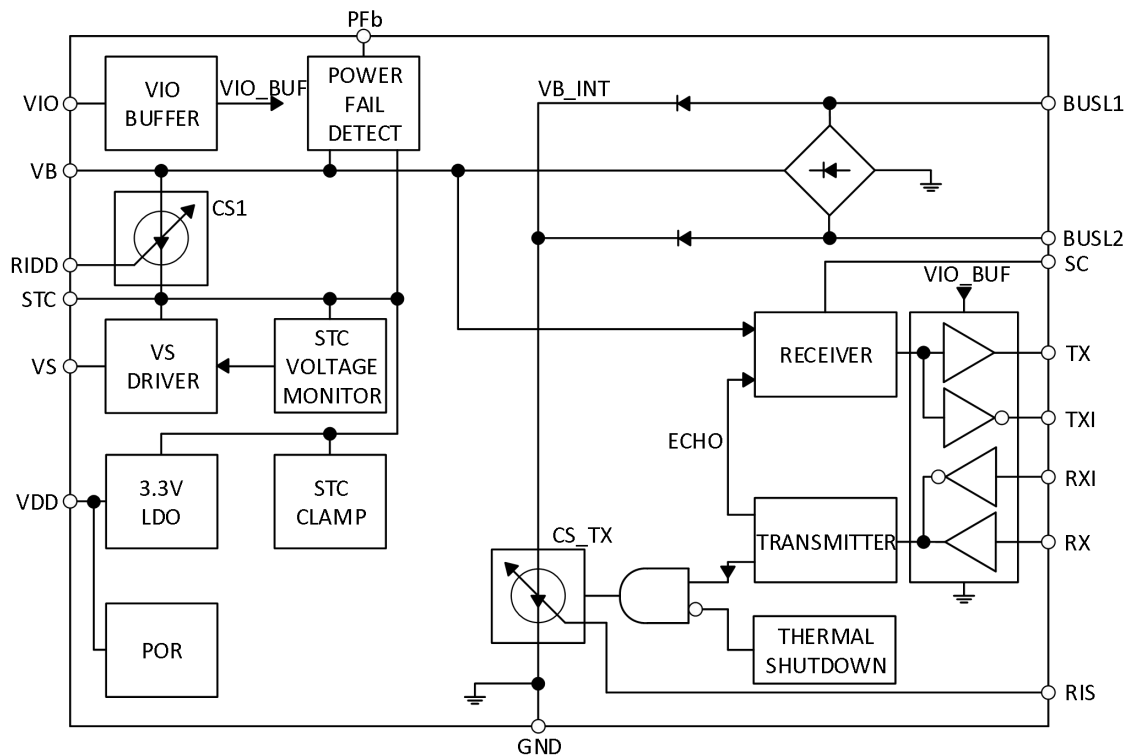 PFb
VIO
VIO
BUFFER
VIO_BUF
POWER
FAIL
DETECT
VB_INT
BUSL1
VB
CS1
RIDD
BUSL2
SC
STC
VIO_BUF
VS
VS
DRIVER
STC
VOLTAGE
MONITOR
RECEIVER
TX
TXI
ECHO
VDD
3.3V
LDO
STC
CLAMP
RXI
CS_TX
TRANSMITTER
RX
POR
THERMAL
SHUTDOWN
RIS
GND